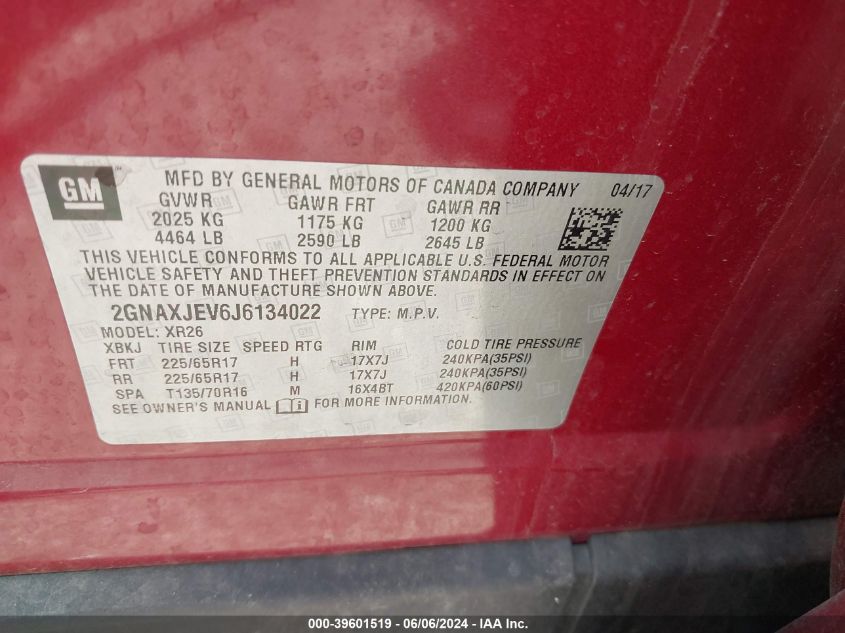 GM
MFD BY GENERAL MOTORS OF CANADA COMPANY 04/17
GVWR GAWR FRT GAWR RR
2025 KG 1175 KG 1200 KG
4464 LB 2590 LB 2645 LB
THIS VEHICLE CONFORMS TO ALL APPLICABLE U.S. FEDERAL MOTOR
VEHICLE SAFETY AND THEFT PREVENTION STANDARDS IN EFFECT ON
THE DATE OF MANUFACTURE SHOWN ABOVE.
2GNAXJEV6J6134022 TYPE: M.P.V.
MODEL: XR26
XBKJ TIRE SIZE SPEED RTG RIM COLD TIRE PRESSURE
FRT 225/65R17 H 17X7J 240KPA(35PSI)
RR 225/65R17 H 17X7J 240KPA(35PSI)
SPA T135/70R16 M 16X4BT 420KPA(60PSI)
SEE OWNER'S MANUAL FOR MORE INFORMATION.
000-39601519 - 06/06/2024 - IAA Inc.